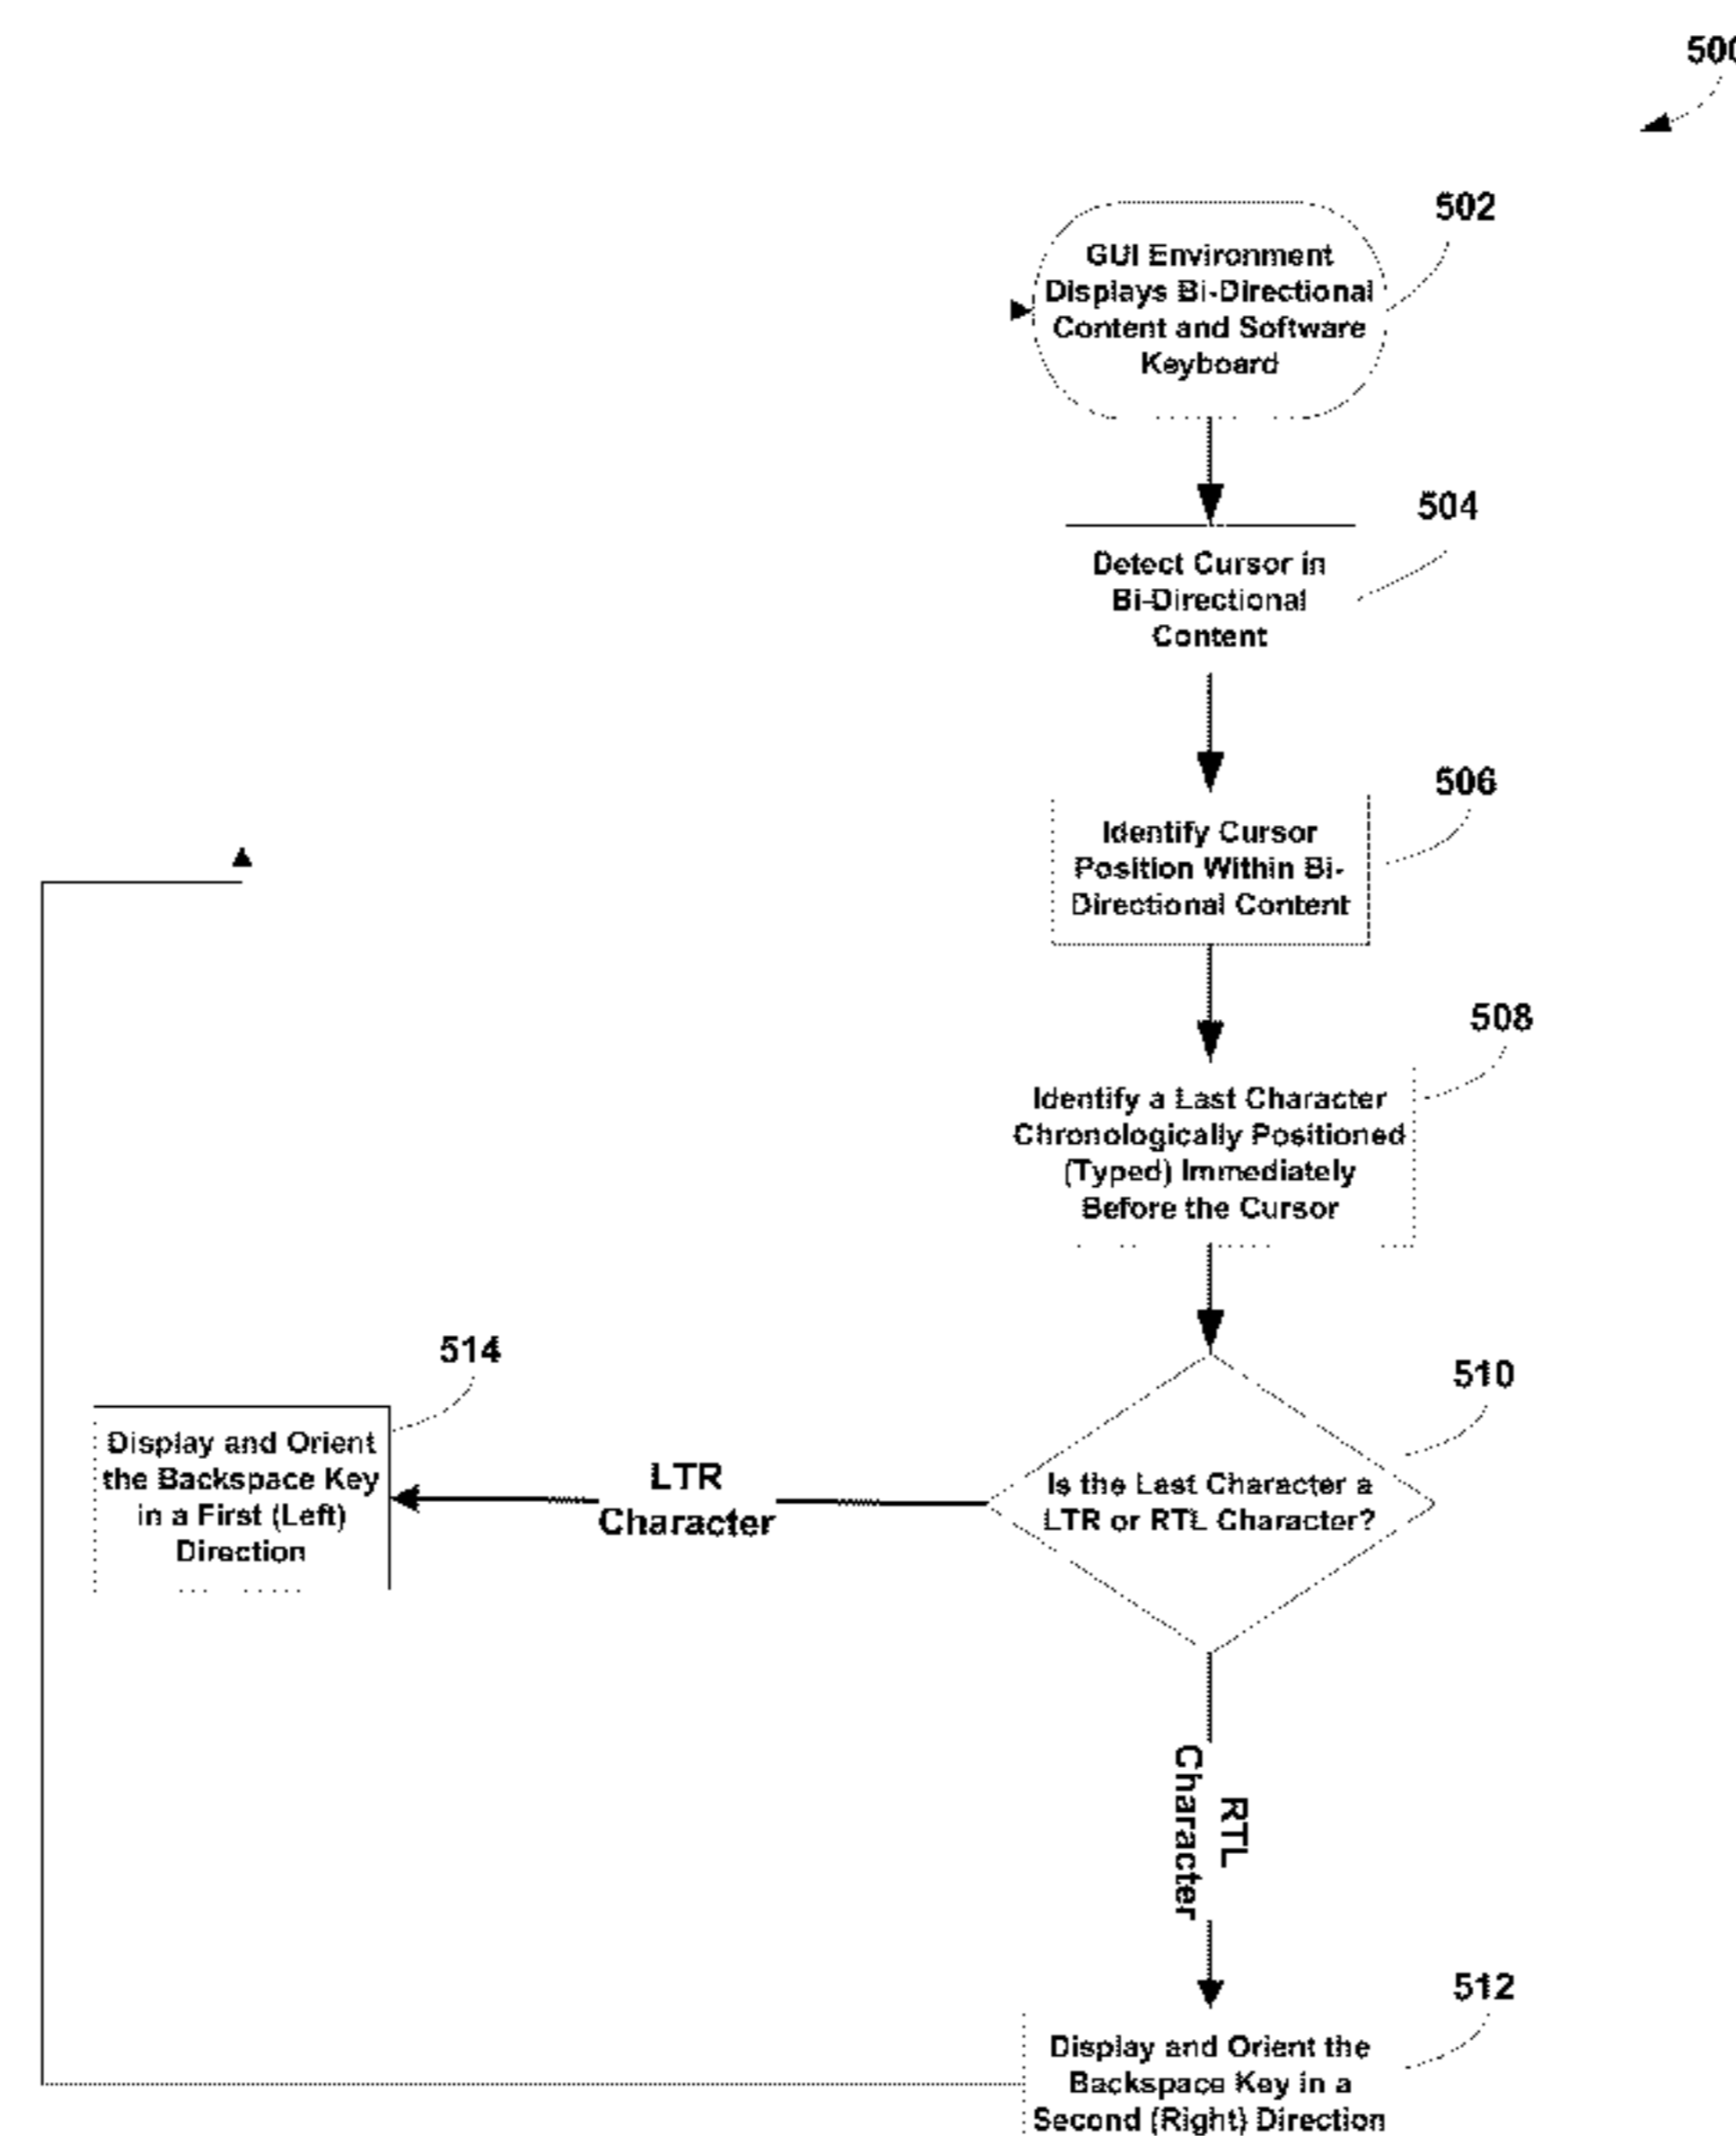 500
502
GUI Environment
Displays Bi-Directional
Content and Software
Keyboard
504
Detect Cursor in
Bi-Directional
Content
506
Identify Cursor
Position Within Bi-
Directional Content
508
Identify a Last Character
Chronologically Positioned
(Typed) Immediately
Before the Cursor
514
Display and Orient
the Backspace Key
in a First (Left)
Direction
LTR
Character
510
Is the Last Character a
LTR or RTL Character?
RTL
Character
512
Display and Orient the
Backspace Key in a
Second (Right) Direction